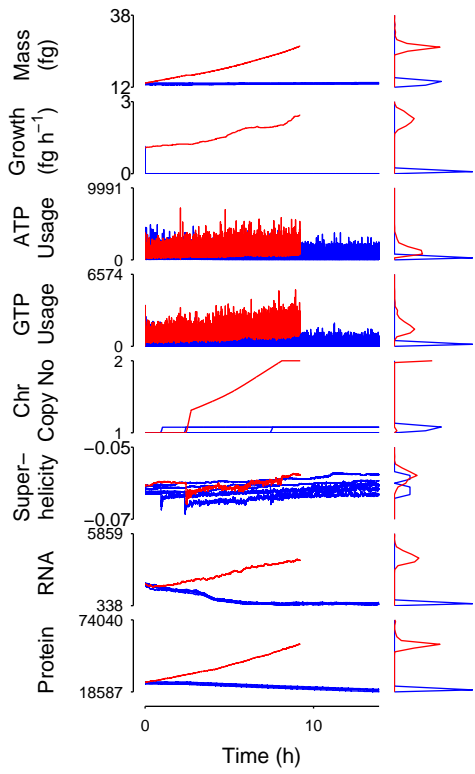 38
Mass
(fg)
12
3
Growth
(fg h⁻¹)
0
9991
ATP
Usage
0
6574
GTP
Usage
0
2
Chr
Copy No
1
−0.05
Super−
helicity
−0.07
5859
RNA
338
74040
Protein
18587
0 10
Time (h)